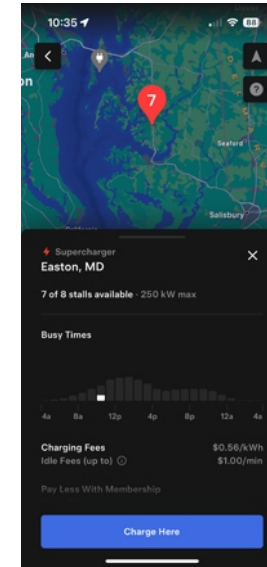 10:35
88
7
?
Seaford
Salisbury
Supercharger
Easton, MD
7 of 8 stalls available · 250 kW max
Busy Times
4a 8a 12p 4p 8p 12a 4a
Charging Fees $0.56/kWh
Idle Fees (up to) $1.00/min
Pay Less With Membership
Charge Here